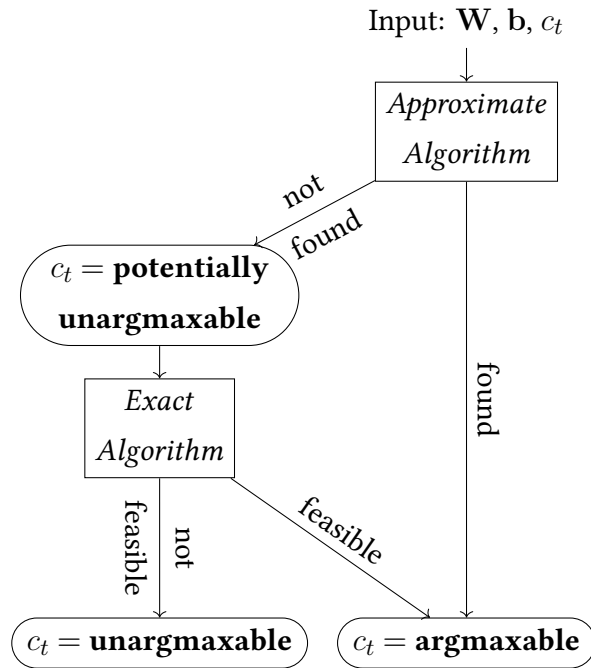 Input: W, b, c_t
Approximate
Algorithm
not
found
c_t = potentially
unargmaxable
found
Exact
Algorithm
not
feasible
feasible
c_t = unargmaxable
c_t = argmaxable